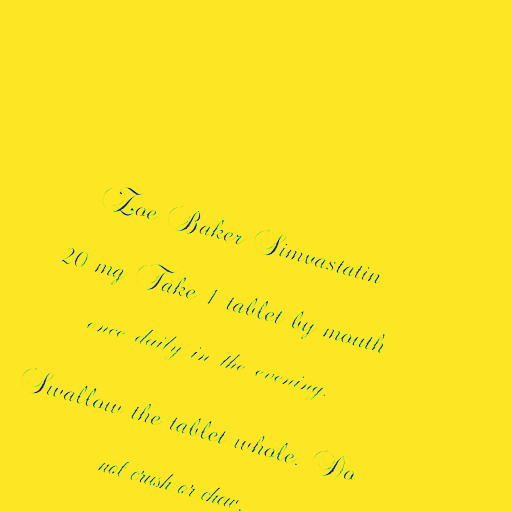 Zoe Baker Simvastatin
20 mg Take 1 tablet by mouth
once daily in the evening.
Swallow the tablet whole. Do
not crush or chew.